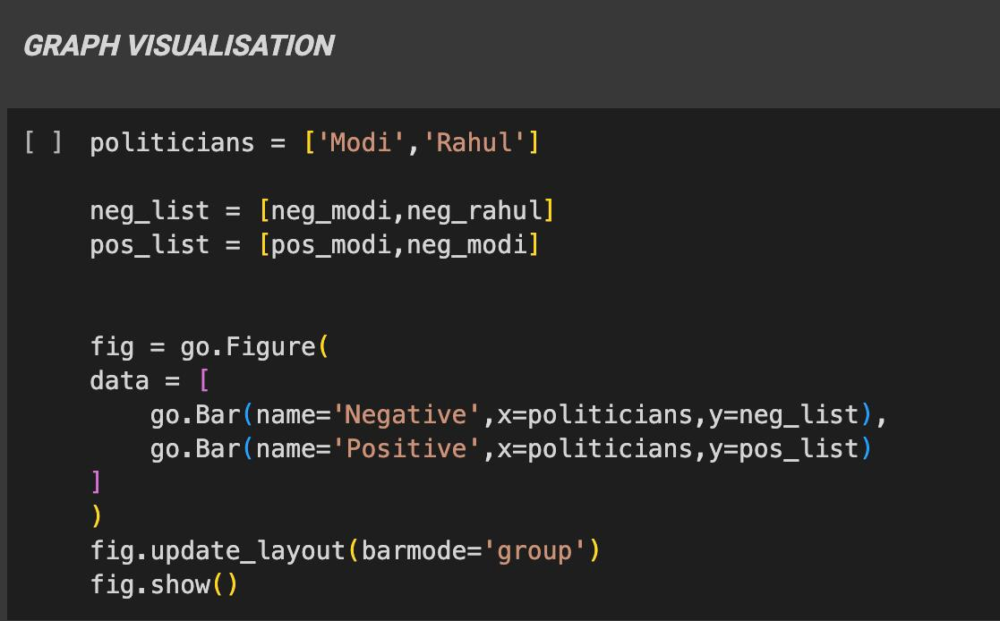 GRAPH VISUALISATION
[ ] politicians = ['Modi','Rahul']
neg_list = [neg_modi,neg_rahul]
pos_list = [pos_modi,neg_modi]
fig = go.Figure(
data = [
go.Bar(name='Negative',x=politicians,y=neg_list),
go.Bar(name='Positive',x=politicians,y=pos_list)
]
)
fig.update_layout(barmode='group')
fig.show()